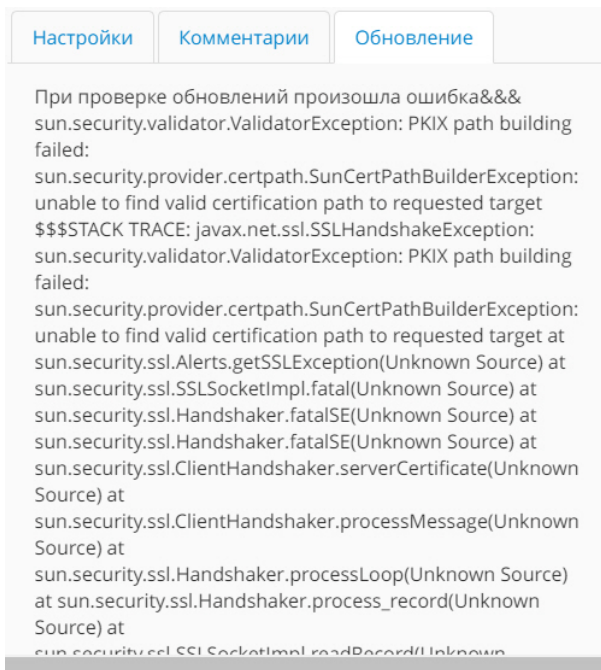 Настройки
Комментарии
Обновление
При проверке обновлений произошла ошибка&&&
sun.security.validator.ValidatorException: PKIX path building
failed:
sun.security.provider.certpath.SunCertPathBuilderException:
unable to find valid certification path to requested target
$$$STACK TRACE: javax.net.ssl.SSLHandshakeException:
sun.security.validator.ValidatorException: PKIX path building
failed:
sun.security.provider.certpath.SunCertPathBuilderException:
unable to find valid certification path to requested target at
sun.security.ssl.Alerts.getSSLException(Unknown Source) at
sun.security.ssl.SSLSocketImpl.fatal(Unknown Source) at
sun.security.ssl.Handshaker.fatalSE(Unknown Source) at
sun.security.ssl.Handshaker.fatalSE(Unknown Source) at
sun.security.ssl.ClientHandshaker.serverCertificate(Unknown
Source) at
sun.security.ssl.ClientHandshaker.processMessage(Unknown
Source) at
sun.security.ssl.Handshaker.processLoop(Unknown Source)
at sun.security.ssl.Handshaker.process_record(Unknown
Source) at
sun.security.ssl.SSLSocketImpl.readRecord(Unknown